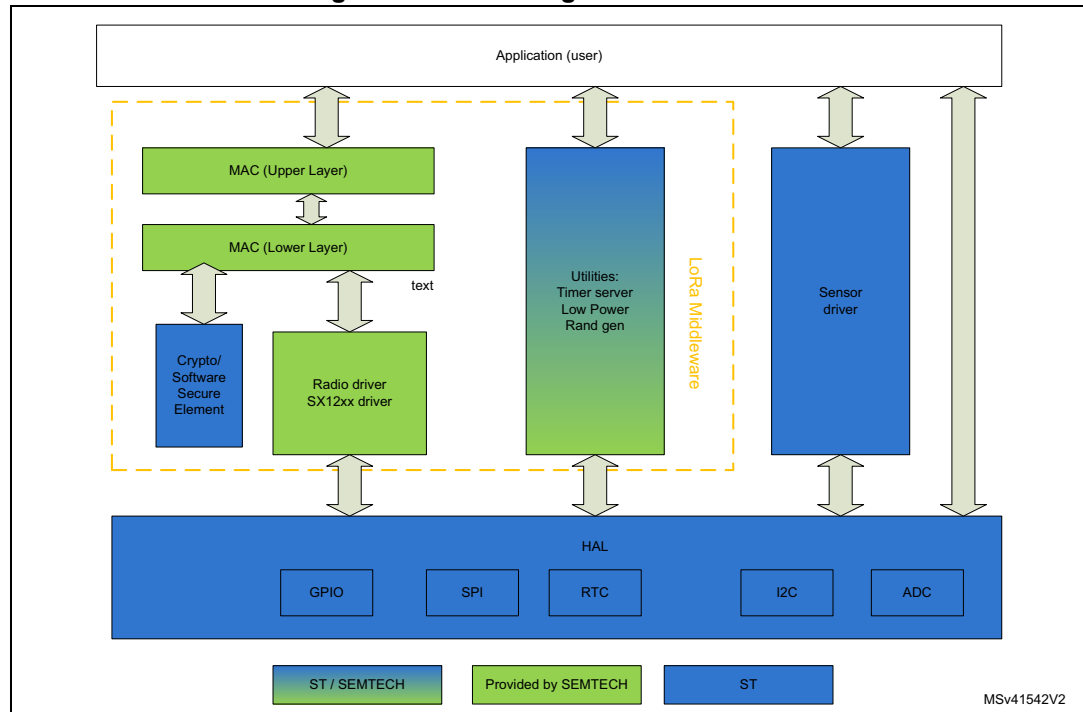 Application (user)
MAC (Upper Layer)
MAC (Lower Layer)
text
Crypto/
Software
Secure
Element
Radio driver
SX12xx driver
Utilities:
Timer server
Low Power
Rand gen
LoRa Middleware
Sensor
driver
HAL
GPIO
SPI
RTC
I2C
ADC
ST / SEMTECH
Provided by SEMTECH
ST
MSv41542V2